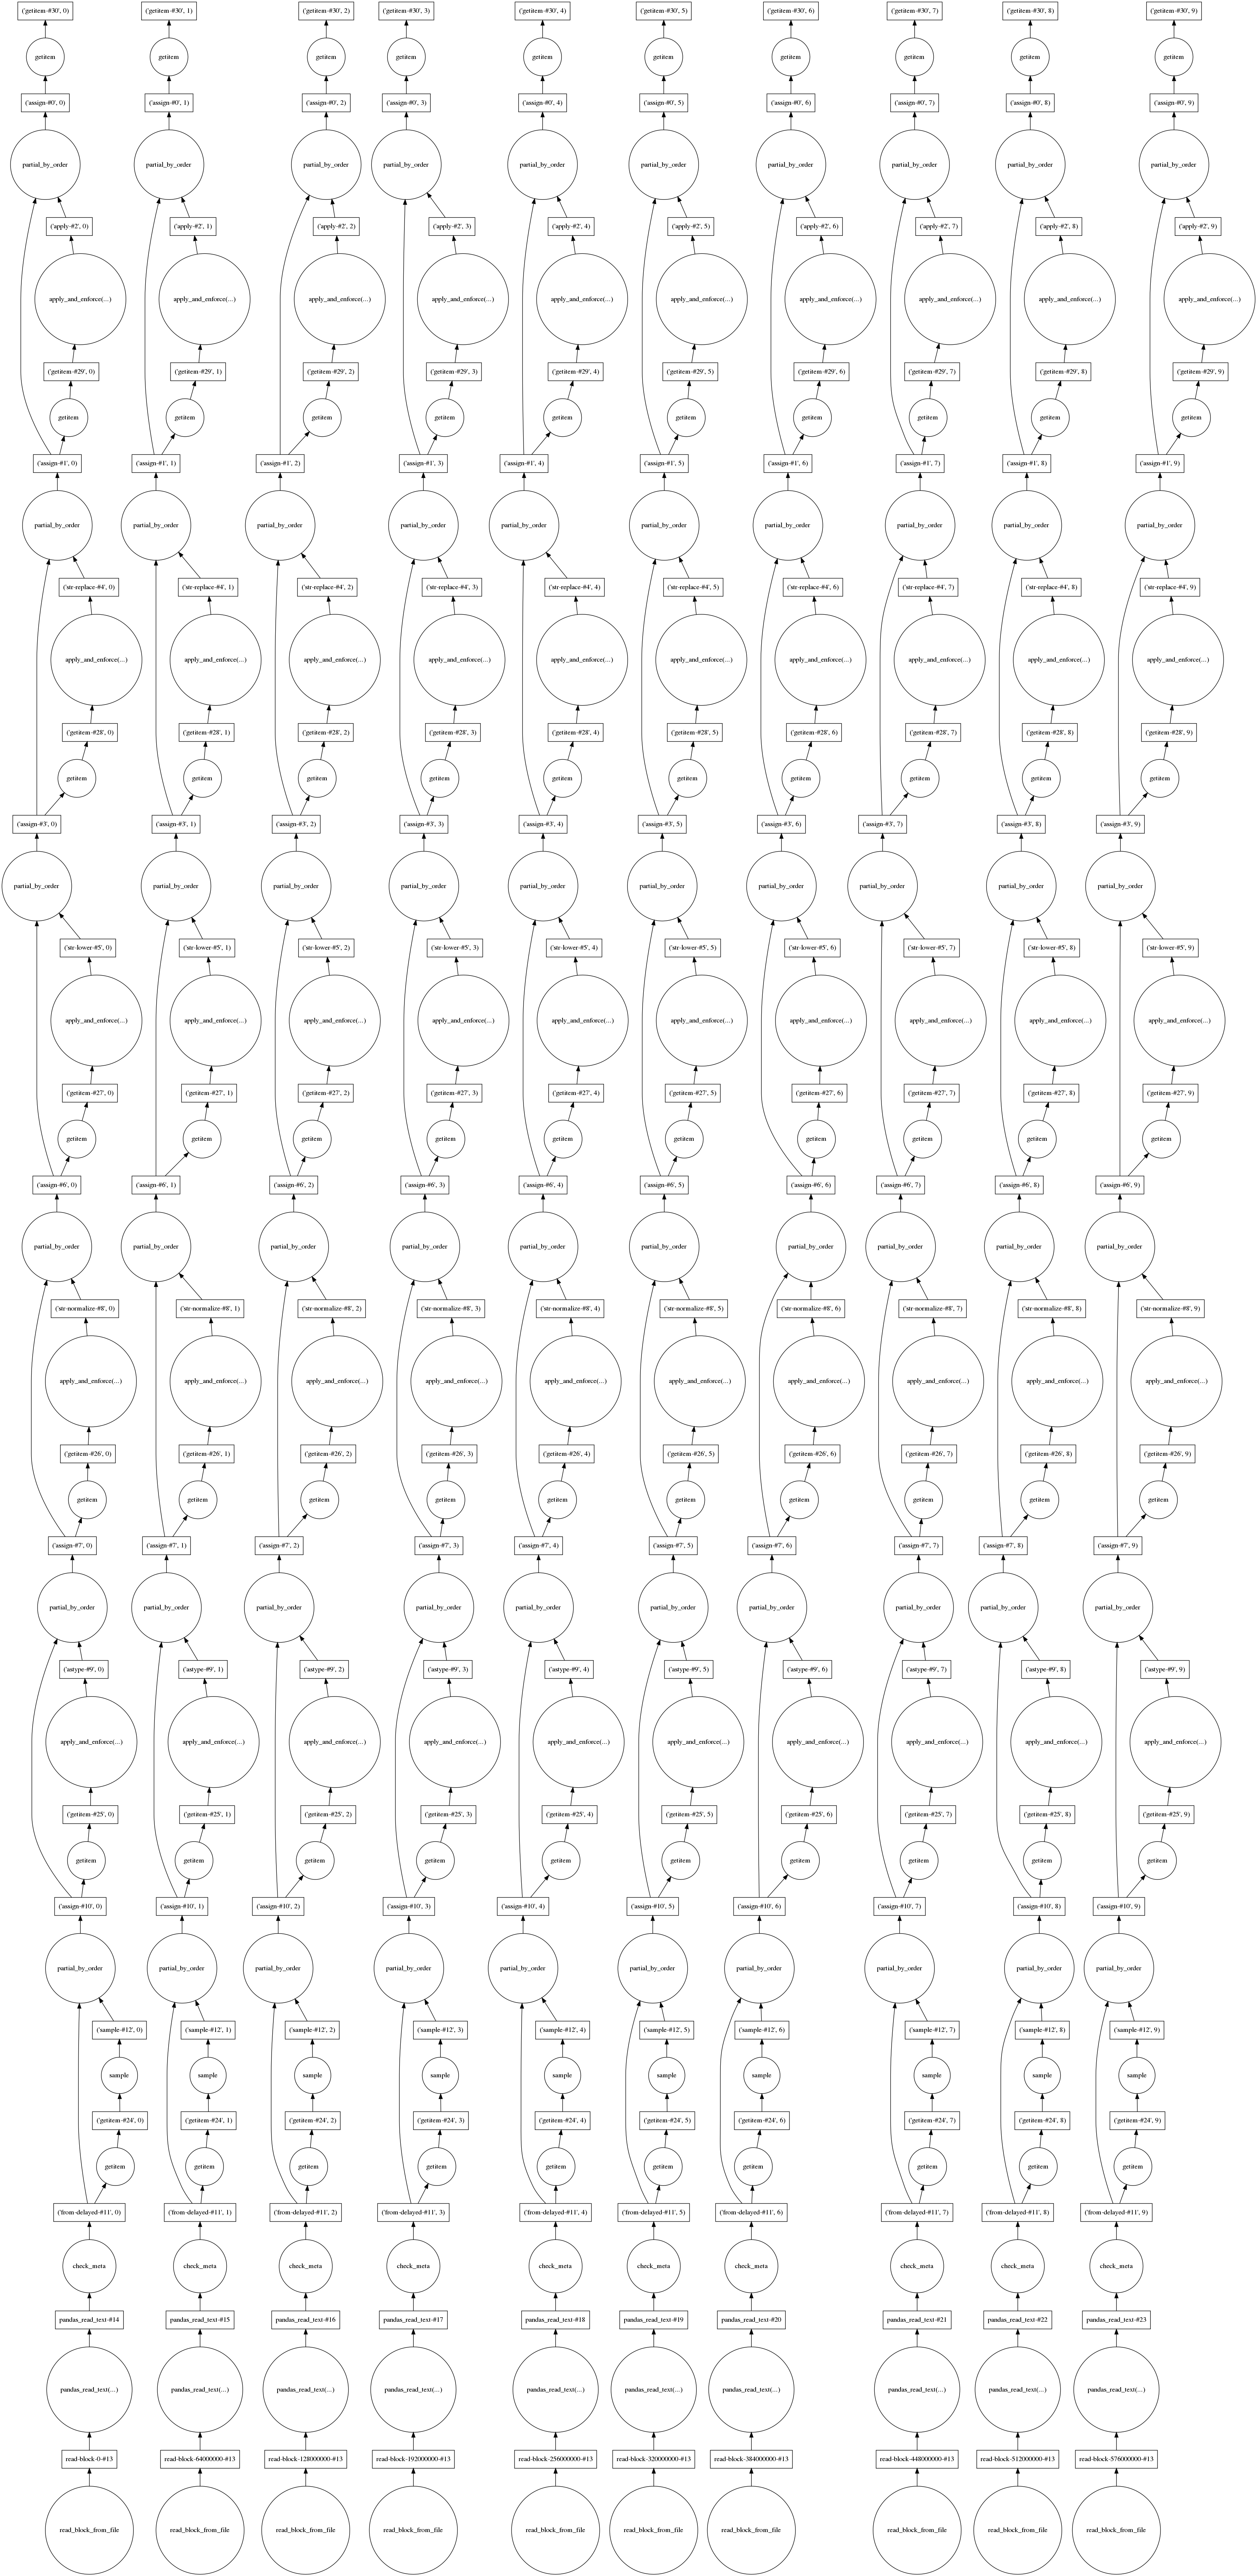 ('getitem-#30', 0) ('getitem-#30', 1) ('getitem-#30', 2) ('getitem-#30', 3) ('getitem-#30', 4) ('getitem-#30', 5) ('getitem-#30', 6) ('getitem-#30', 7) ('getitem-#30', 8) ('getitem-#30', 9)
getitem getitem getitem getitem getitem getitem getitem getitem getitem getitem
('assign-#0', 0) ('assign-#0', 1) ('assign-#0', 2) ('assign-#0', 3) ('assign-#0', 4) ('assign-#0', 5) ('assign-#0', 6) ('assign-#0', 7) ('assign-#0', 8) ('assign-#0', 9)
partial_by_order partial_by_order partial_by_order partial_by_order partial_by_order partial_by_order partial_by_order partial_by_order partial_by_order partial_by_order
('apply-#2', 0) ('apply-#2', 1) ('apply-#2', 2) ('apply-#2', 3) ('apply-#2', 4) ('apply-#2', 5) ('apply-#2', 6) ('apply-#2', 7) ('apply-#2', 8) ('apply-#2', 9)
apply_and_enforce(...) apply_and_enforce(...) apply_and_enforce(...) apply_and_enforce(...) apply_and_enforce(...) apply_and_enforce(...) apply_and_enforce(...) apply_and_enforce(...) apply_and_enforce(...) apply_and_enforce(...)
('getitem-#29', 0) ('getitem-#29', 1) ('getitem-#29', 2) ('getitem-#29', 3) ('getitem-#29', 4) ('getitem-#29', 5) ('getitem-#29', 6) ('getitem-#29', 7) ('getitem-#29', 8) ('getitem-#29', 9)
getitem getitem getitem getitem getitem getitem getitem getitem getitem getitem
('assign-#1', 0) ('assign-#1', 1) ('assign-#1', 2) ('assign-#1', 3) ('assign-#1', 4) ('assign-#1', 5) ('assign-#1', 6) ('assign-#1', 7) ('assign-#1', 8) ('assign-#1', 9)
partial_by_order partial_by_order partial_by_order partial_by_order partial_by_order partial_by_order partial_by_order partial_by_order partial_by_order partial_by_order
('str-replace-#4', 0) ('str-replace-#4', 1) ('str-replace-#4', 2) ('str-replace-#4', 3) ('str-replace-#4', 4) ('str-replace-#4', 5) ('str-replace-#4', 6) ('str-replace-#4', 7) ('str-replace-#4', 8) ('str-replace-#4', 9)
apply_and_enforce(...) apply_and_enforce(...) apply_and_enforce(...) apply_and_enforce(...) apply_and_enforce(...) apply_and_enforce(...) apply_and_enforce(...) apply_and_enforce(...) apply_and_enforce(...) apply_and_enforce(...)
('getitem-#28', 0) ('getitem-#28', 1) ('getitem-#28', 2) ('getitem-#28', 3) ('getitem-#28', 4) ('getitem-#28', 5) ('getitem-#28', 6) ('getitem-#28', 7) ('getitem-#28', 8) ('getitem-#28', 9)
getitem getitem getitem getitem getitem getitem getitem getitem getitem getitem
('assign-#3', 0) ('assign-#3', 1) ('assign-#3', 2) ('assign-#3', 3) ('assign-#3', 4) ('assign-#3', 5) ('assign-#3', 6) ('assign-#3', 7) ('assign-#3', 8) ('assign-#3', 9)
partial_by_order partial_by_order partial_by_order partial_by_order partial_by_order partial_by_order partial_by_order partial_by_order partial_by_order partial_by_order
('str-lower-#5', 0) ('str-lower-#5', 1) ('str-lower-#5', 2) ('str-lower-#5', 3) ('str-lower-#5', 4) ('str-lower-#5', 5) ('str-lower-#5', 6) ('str-lower-#5', 7) ('str-lower-#5', 8) ('str-lower-#5', 9)
apply_and_enforce(...) apply_and_enforce(...) apply_and_enforce(...) apply_and_enforce(...) apply_and_enforce(...) apply_and_enforce(...) apply_and_enforce(...) apply_and_enforce(...) apply_and_enforce(...) apply_and_enforce(...)
('getitem-#27', 0) ('getitem-#27', 1) ('getitem-#27', 2) ('getitem-#27', 3) ('getitem-#27', 4) ('getitem-#27', 5) ('getitem-#27', 6) ('getitem-#27', 7) ('getitem-#27', 8) ('getitem-#27', 9)
getitem getitem getitem getitem getitem getitem getitem getitem getitem getitem
('assign-#6', 0) ('assign-#6', 1) ('assign-#6', 2) ('assign-#6', 3) ('assign-#6', 4) ('assign-#6', 5) ('assign-#6', 6) ('assign-#6', 7) ('assign-#6', 8) ('assign-#6', 9)
partial_by_order partial_by_order partial_by_order partial_by_order partial_by_order partial_by_order partial_by_order partial_by_order partial_by_order partial_by_order
('str-normalize-#8', 0) ('str-normalize-#8', 1) ('str-normalize-#8', 2) ('str-normalize-#8', 3) ('str-normalize-#8', 4) ('str-normalize-#8', 5) ('str-normalize-#8', 6) ('str-normalize-#8', 7) ('str-normalize-#8', 8) ('str-normalize-#8', 9)
apply_and_enforce(...) apply_and_enforce(...) apply_and_enforce(...) apply_and_enforce(...) apply_and_enforce(...) apply_and_enforce(...) apply_and_enforce(...) apply_and_enforce(...) apply_and_enforce(...) apply_and_enforce(...)
('getitem-#26', 0) ('getitem-#26', 1) ('getitem-#26', 2) ('getitem-#26', 3) ('getitem-#26', 4) ('getitem-#26', 5) ('getitem-#26', 6) ('getitem-#26', 7) ('getitem-#26', 8) ('getitem-#26', 9)
getitem getitem getitem getitem getitem getitem getitem getitem getitem getitem
('assign-#7', 0) ('assign-#7', 1) ('assign-#7', 2) ('assign-#7', 3) ('assign-#7', 4) ('assign-#7', 5) ('assign-#7', 6) ('assign-#7', 7) ('assign-#7', 8) ('assign-#7', 9)
partial_by_order partial_by_order partial_by_order partial_by_order partial_by_order partial_by_order partial_by_order partial_by_order partial_by_order partial_by_order
('astype-#9', 0) ('astype-#9', 1) ('astype-#9', 2) ('astype-#9', 3) ('astype-#9', 4) ('astype-#9', 5) ('astype-#9', 6) ('astype-#9', 7) ('astype-#9', 8) ('astype-#9', 9)
apply_and_enforce(...) apply_and_enforce(...) apply_and_enforce(...) apply_and_enforce(...) apply_and_enforce(...) apply_and_enforce(...) apply_and_enforce(...) apply_and_enforce(...) apply_and_enforce(...) apply_and_enforce(...)
('getitem-#25', 0) ('getitem-#25', 1) ('getitem-#25', 2) ('getitem-#25', 3) ('getitem-#25', 4) ('getitem-#25', 5) ('getitem-#25', 6) ('getitem-#25', 7) ('getitem-#25', 8) ('getitem-#25', 9)
getitem getitem getitem getitem getitem getitem getitem getitem getitem getitem
('assign-#10', 0) ('assign-#10', 1) ('assign-#10', 2) ('assign-#10', 3) ('assign-#10', 4) ('assign-#10', 5) ('assign-#10', 6) ('assign-#10', 7) ('assign-#10', 8) ('assign-#10', 9)
partial_by_order partial_by_order partial_by_order partial_by_order partial_by_order partial_by_order partial_by_order partial_by_order partial_by_order partial_by_order
('sample-#12', 0) ('sample-#12', 1) ('sample-#12', 2) ('sample-#12', 3) ('sample-#12', 4) ('sample-#12', 5) ('sample-#12', 6) ('sample-#12', 7) ('sample-#12', 8) ('sample-#12', 9)
sample sample sample sample sample sample sample sample sample sample
('getitem-#24', 0) ('getitem-#24', 1) ('getitem-#24', 2) ('getitem-#24', 3) ('getitem-#24', 4) ('getitem-#24', 5) ('getitem-#24', 6) ('getitem-#24', 7) ('getitem-#24', 8) ('getitem-#24', 9)
getitem getitem getitem getitem getitem getitem getitem getitem getitem getitem
('from-delayed-#11', 0) ('from-delayed-#11', 1) ('from-delayed-#11', 2) ('from-delayed-#11', 3) ('from-delayed-#11', 4) ('from-delayed-#11', 5) ('from-delayed-#11', 6) ('from-delayed-#11', 7) ('from-delayed-#11', 8) ('from-delayed-#11', 9)
check_meta check_meta check_meta check_meta check_meta check_meta check_meta check_meta check_meta check_meta
pandas_read_text-#14 pandas_read_text-#15 pandas_read_text-#16 pandas_read_text-#17 pandas_read_text-#18 pandas_read_text-#19 pandas_read_text-#20 pandas_read_text-#21 pandas_read_text-#22 pandas_read_text-#23
pandas_read_text(...) pandas_read_text(...) pandas_read_text(...) pandas_read_text(...) pandas_read_text(...) pandas_read_text(...) pandas_read_text(...) pandas_read_text(...) pandas_read_text(...) pandas_read_text(...)
read-block-0-#13 read-block-64000000-#13 read-block-128000000-#13 read-block-192000000-#13 read-block-256000000-#13 read-block-320000000-#13 read-block-384000000-#13 read-block-448000000-#13 read-block-512000000-#13 read-block-576000000-#13
read_block_from_file read_block_from_file read_block_from_file read_block_from_file read_block_from_file read_block_from_file read_block_from_file read_block_from_file read_block_from_file read_block_from_file